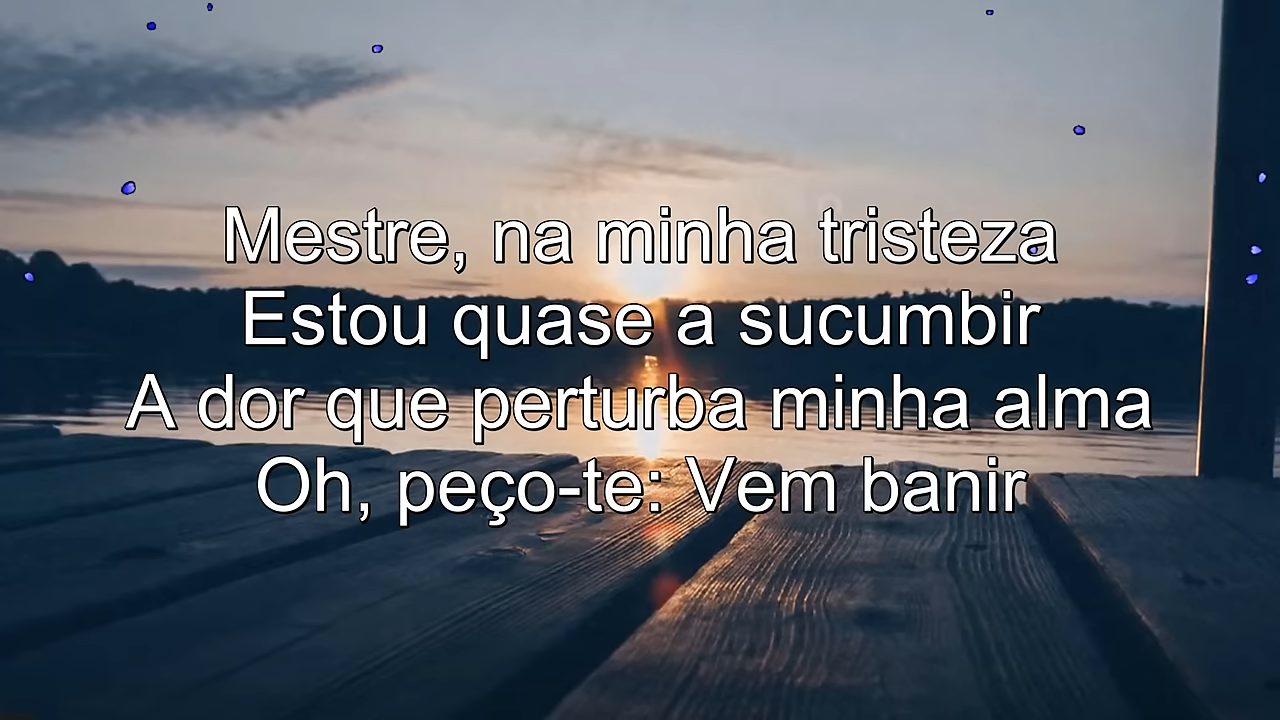 Mestre, na minha tristeza
Estou quase a sucumbir
A dor que perturba minha alma
Oh, peço-te: Vem banir